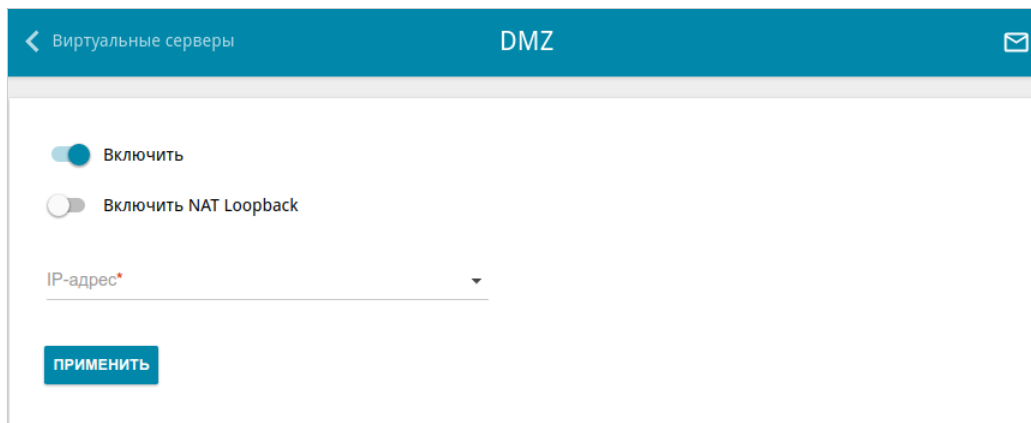 Виртуальные серверы
DMZ
Включить
Включить NAT Loopback
IP-адрес*
ПРИМЕНИТЬ